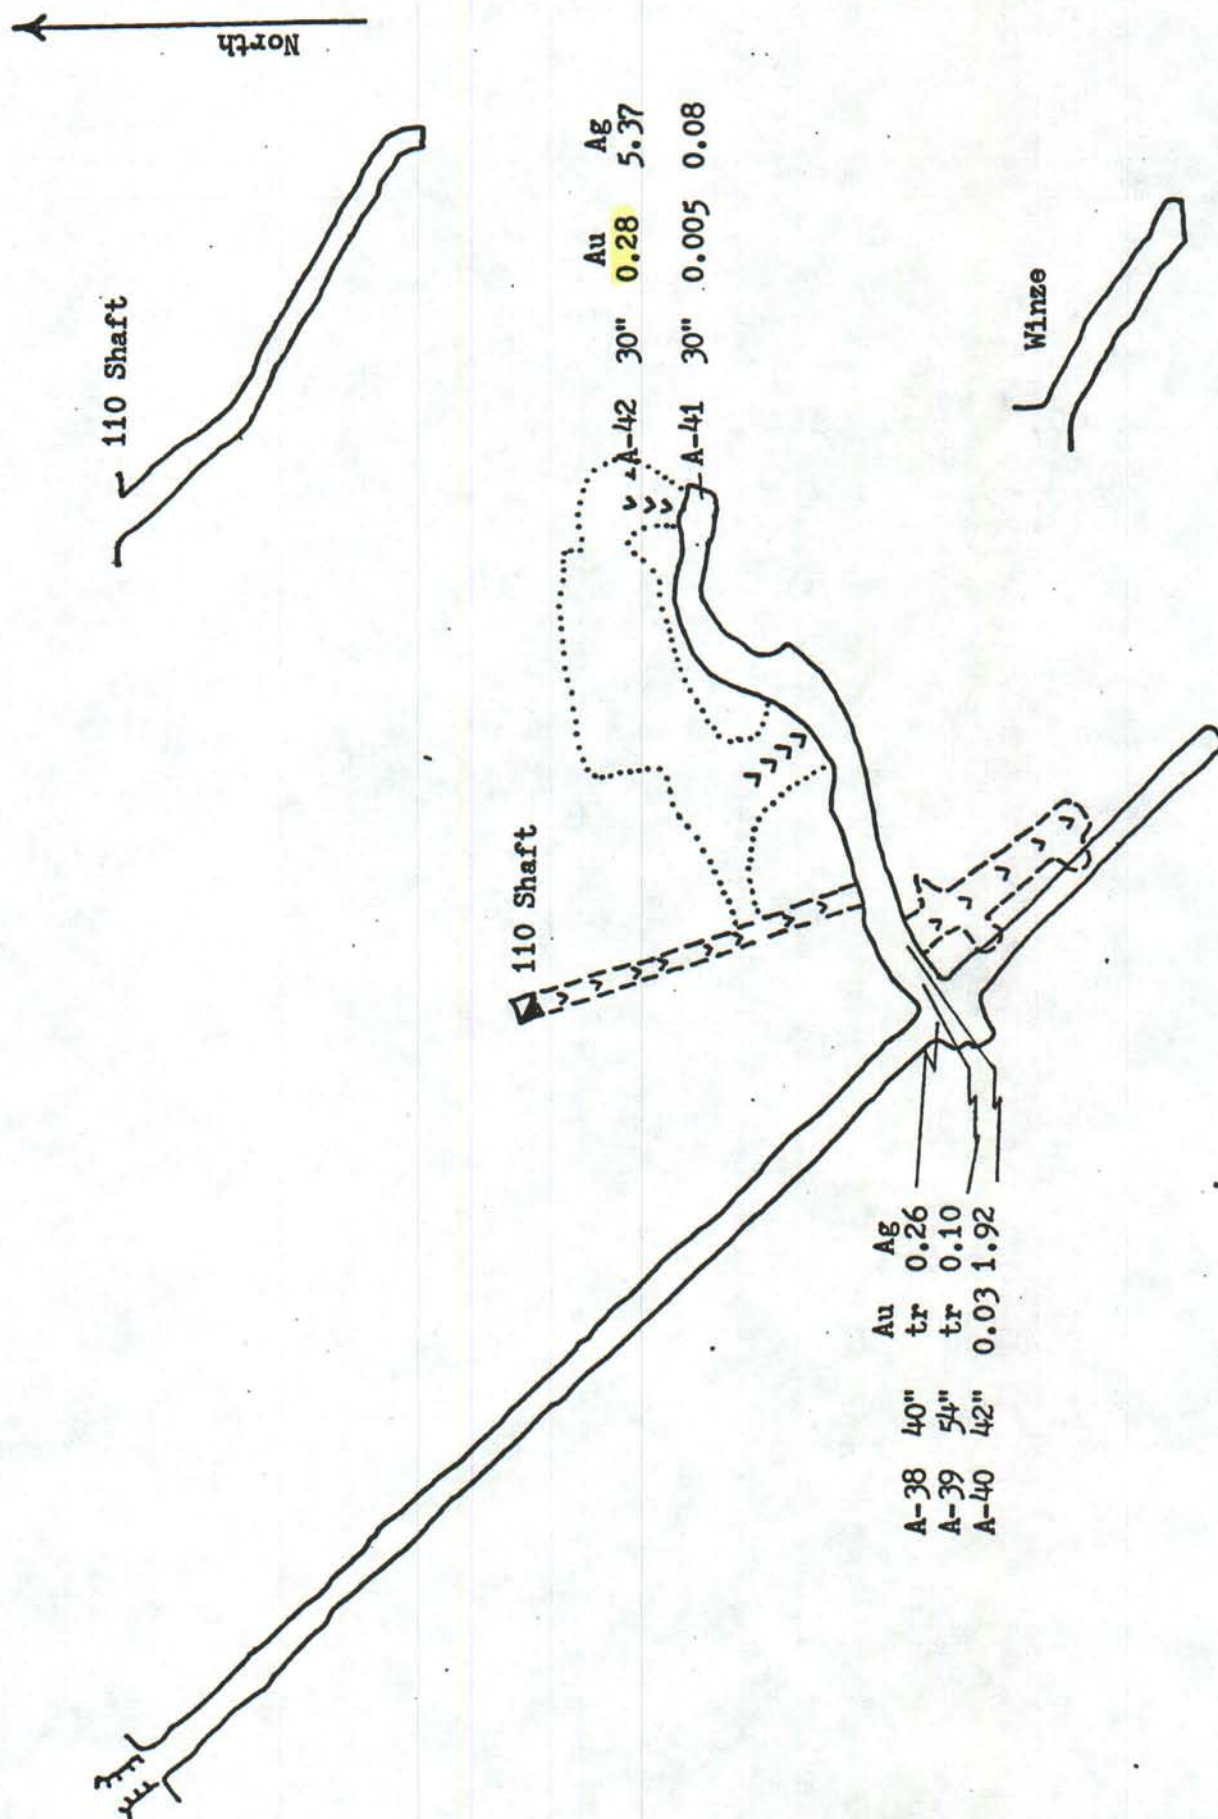 North
110 Shaft
Au Ag
A-42 30" 0.28 5.37
A-41 30" 0.005 0.08
Winze
110 Shaft
Au Ag
A-38 40" tr 0.26
A-39 54" tr 0.10
A-40 42" 0.03 1.92